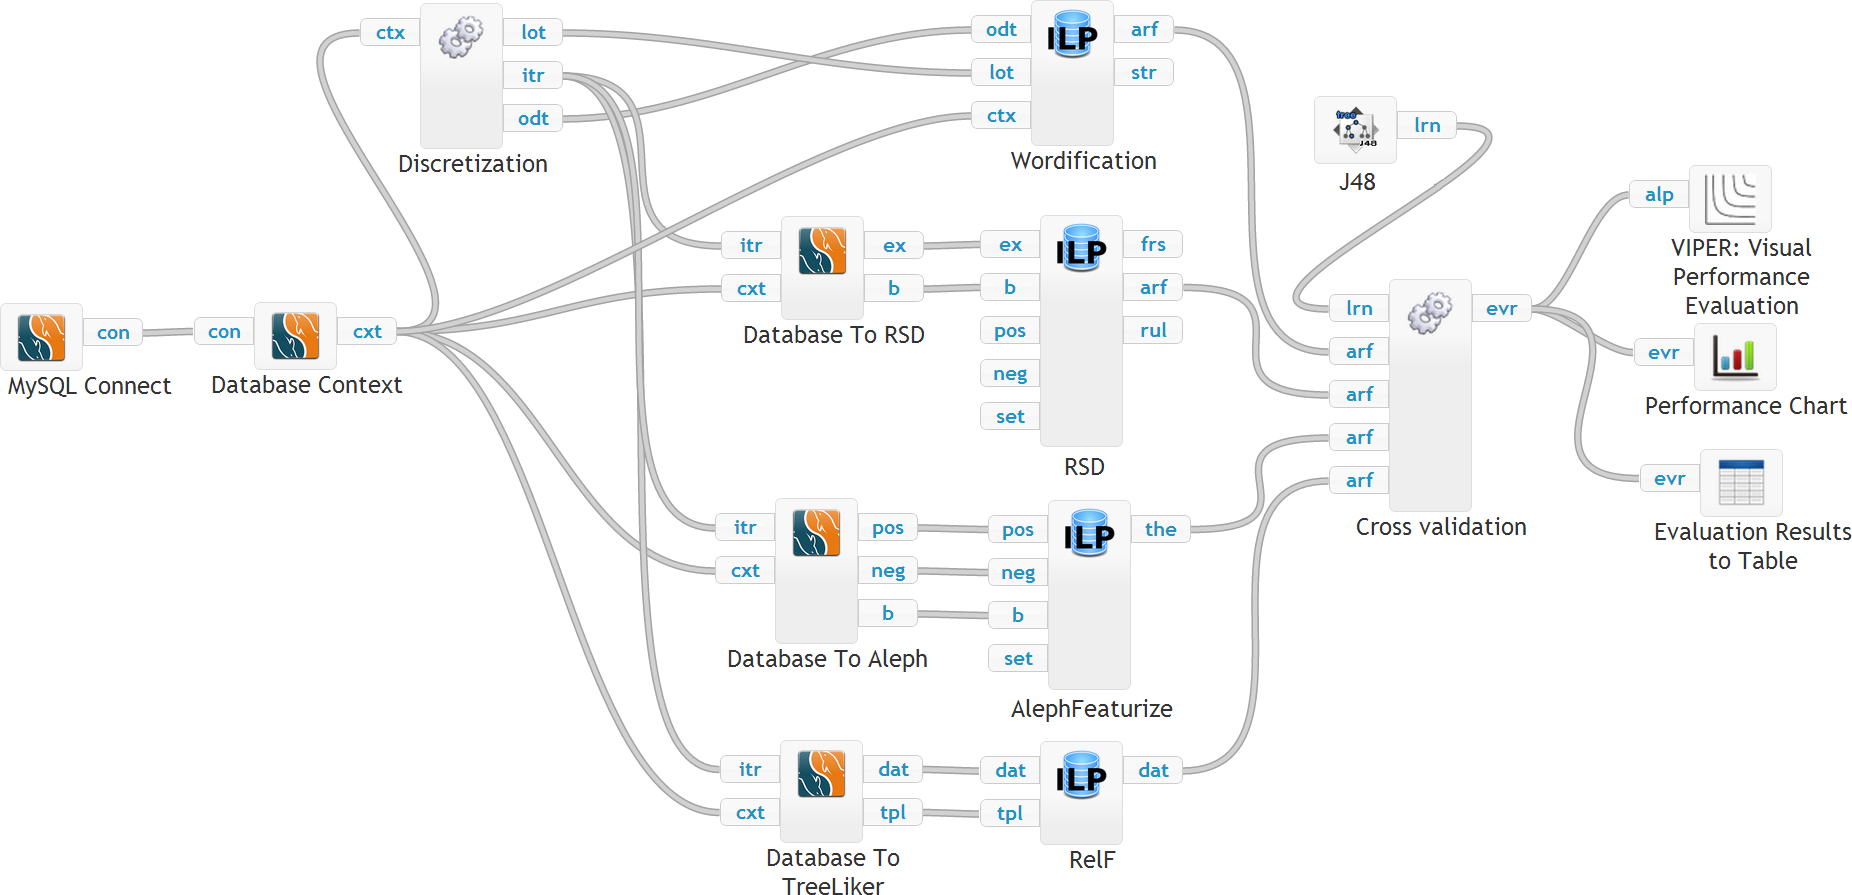 ctx
lot
itr
odt
Discretization
odt
lot
ctx
ILP
arf
str
Wordification
tree
J48
lrn
J48
alp
VIPER: Visual
Performance
Evaluation
itr
cxt
ex
b
Database To RSD
ex
b
pos
neg
set
ILP
frs
arf
rul
RSD
con
MySQL Connect
con
cxt
Database Context
lrn
arf
arf
arf
arf
evr
Cross validation
evr
Performance Chart
evr
Evaluation Results
to Table
itr
cxt
pos
neg
b
Database To Aleph
pos
neg
b
set
ILP
the
AlephFeaturize
itr
cxt
dat
tpl
Database To
TreeLiker
dat
tpl
ILP
dat
RelF